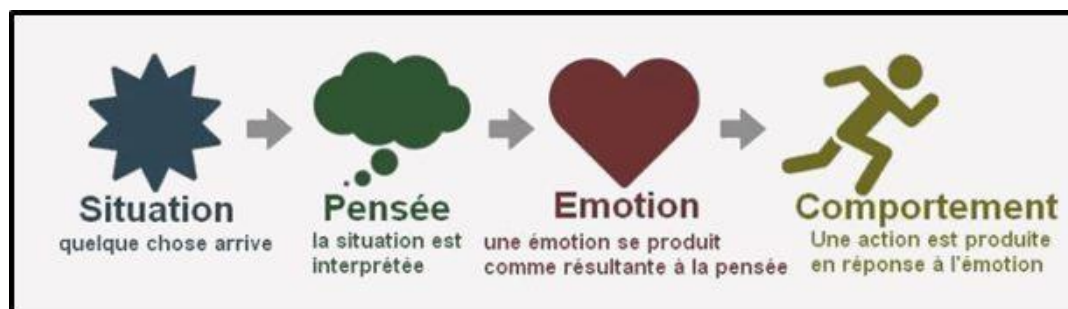 Situation
quelque chose arrive
Pensée
la situation est
interprétée
Emotion
une émotion se produit
comme résultante à la pensée
Comportement
Une action est produite
en réponse à l'émotion